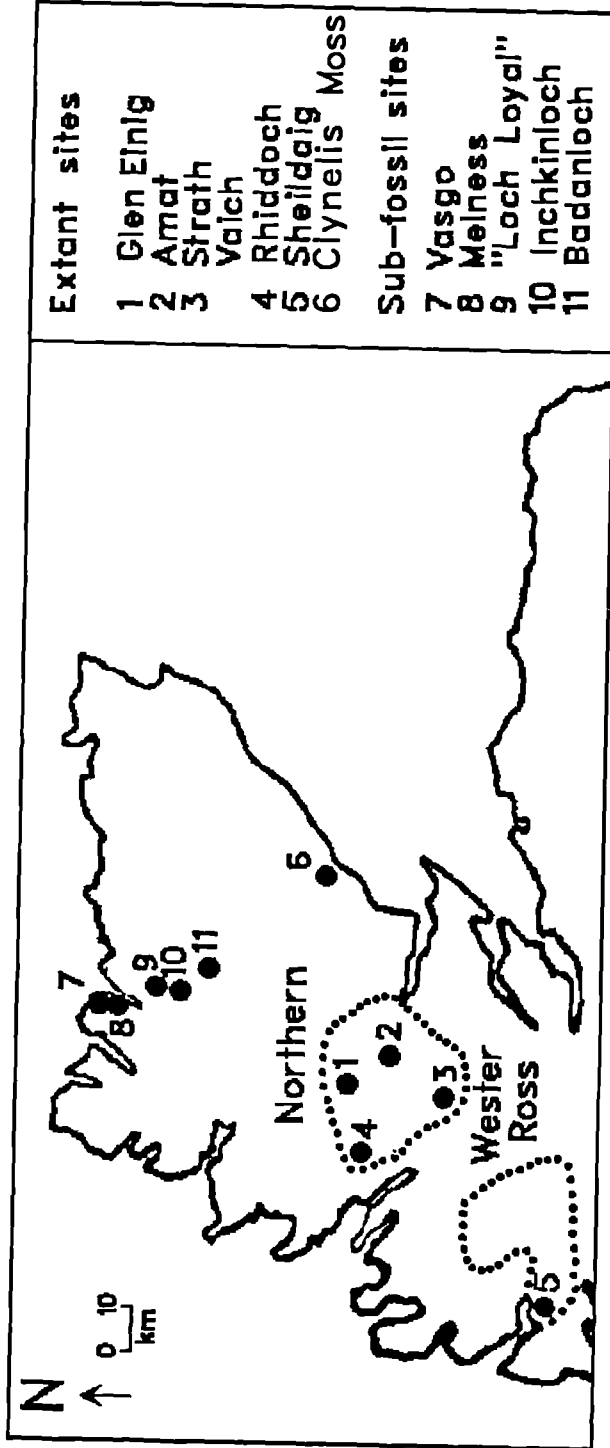 N
0 10
km
Northern
Wester
Ross
1
2
3
4
5
6
7
8
9
10
11
Extant sites
1 Glen Einig
2 Amat
3 Strath
Vaich
4 Rhiddoch
5 Sheildaig
6 Clynelis Moss
Sub-fossil sites
7 Vasgo
8 Melness
9 "Loch Loyal"
10 Inchkinloch
11 Badanloch